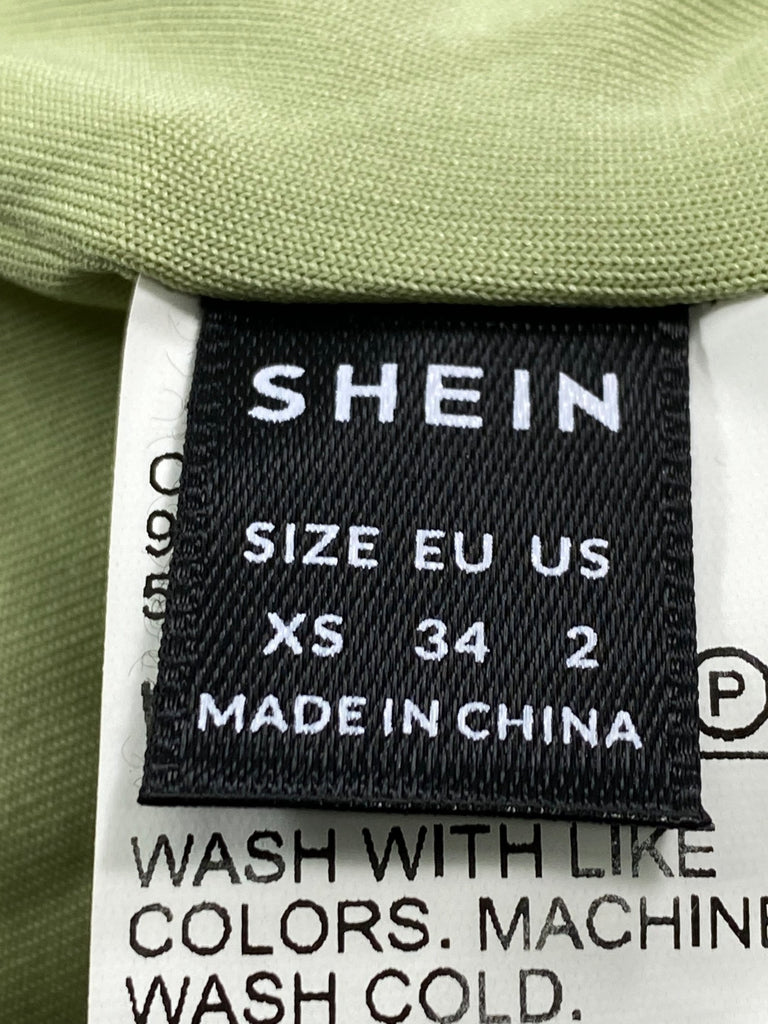 SHEIN
SIZE EU US
XS 34 2
MADE IN CHINA
P
WASH WITH LIKE
COLORS. MACHINE
WASH COLD.